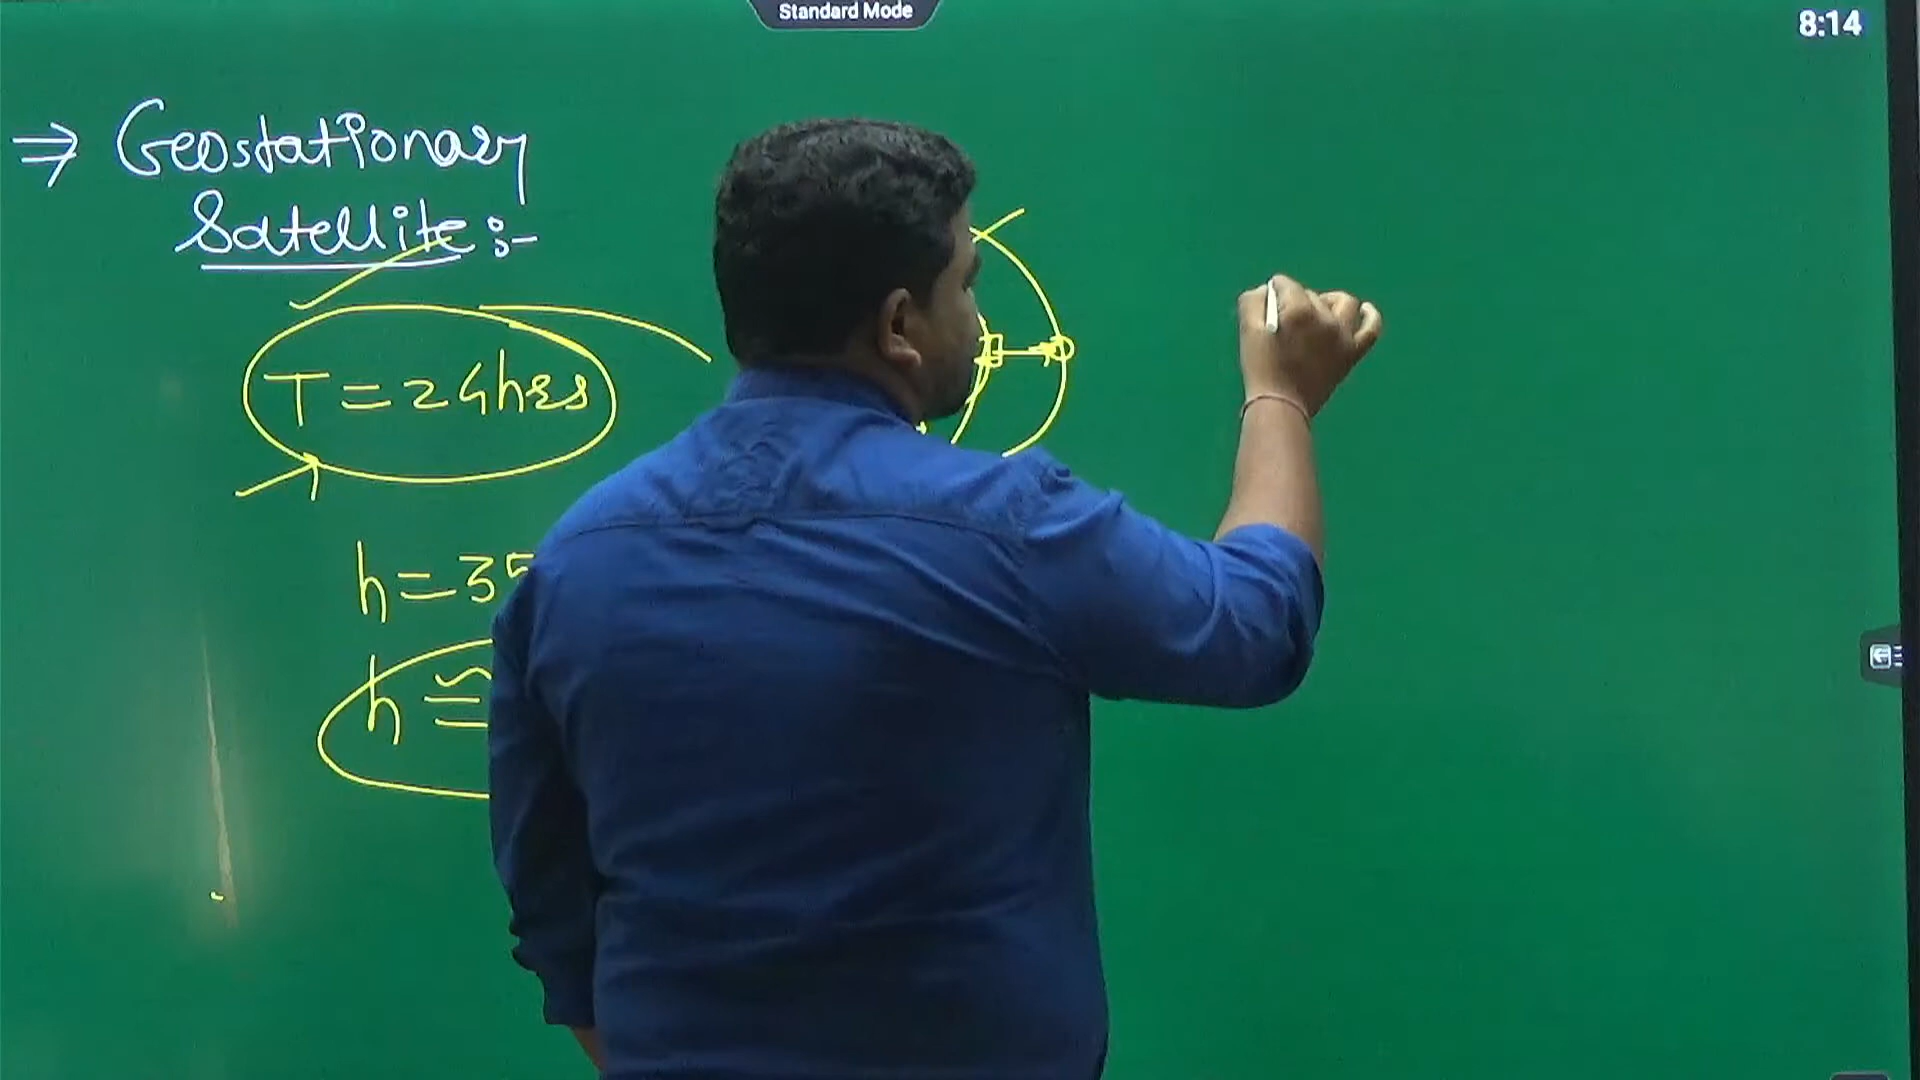 Standard Mode
8:14
⇒ Geostationary
Satellite :-
T = 24hrs
h = 35
h ≅